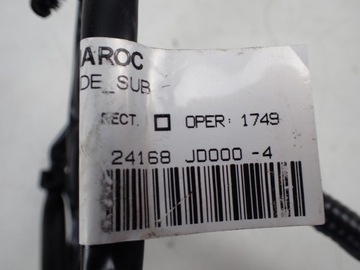 AROC
DE_SUB
RECT. OPER: 1749
24168 JD000 -4